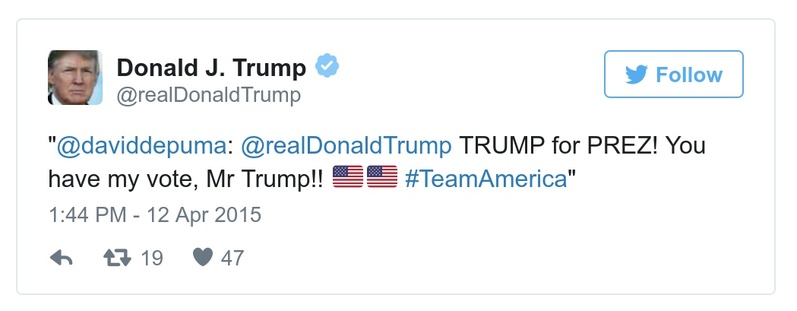 Donald J. Trump
@realDonaldTrump
Follow
"@daviddepuma: @realDonaldTrump TRUMP for PREZ! You
have my vote, Mr Trump!! 🇺🇸🇺🇸 #TeamAmerica"
1:44 PM - 12 Apr 2015
19 47